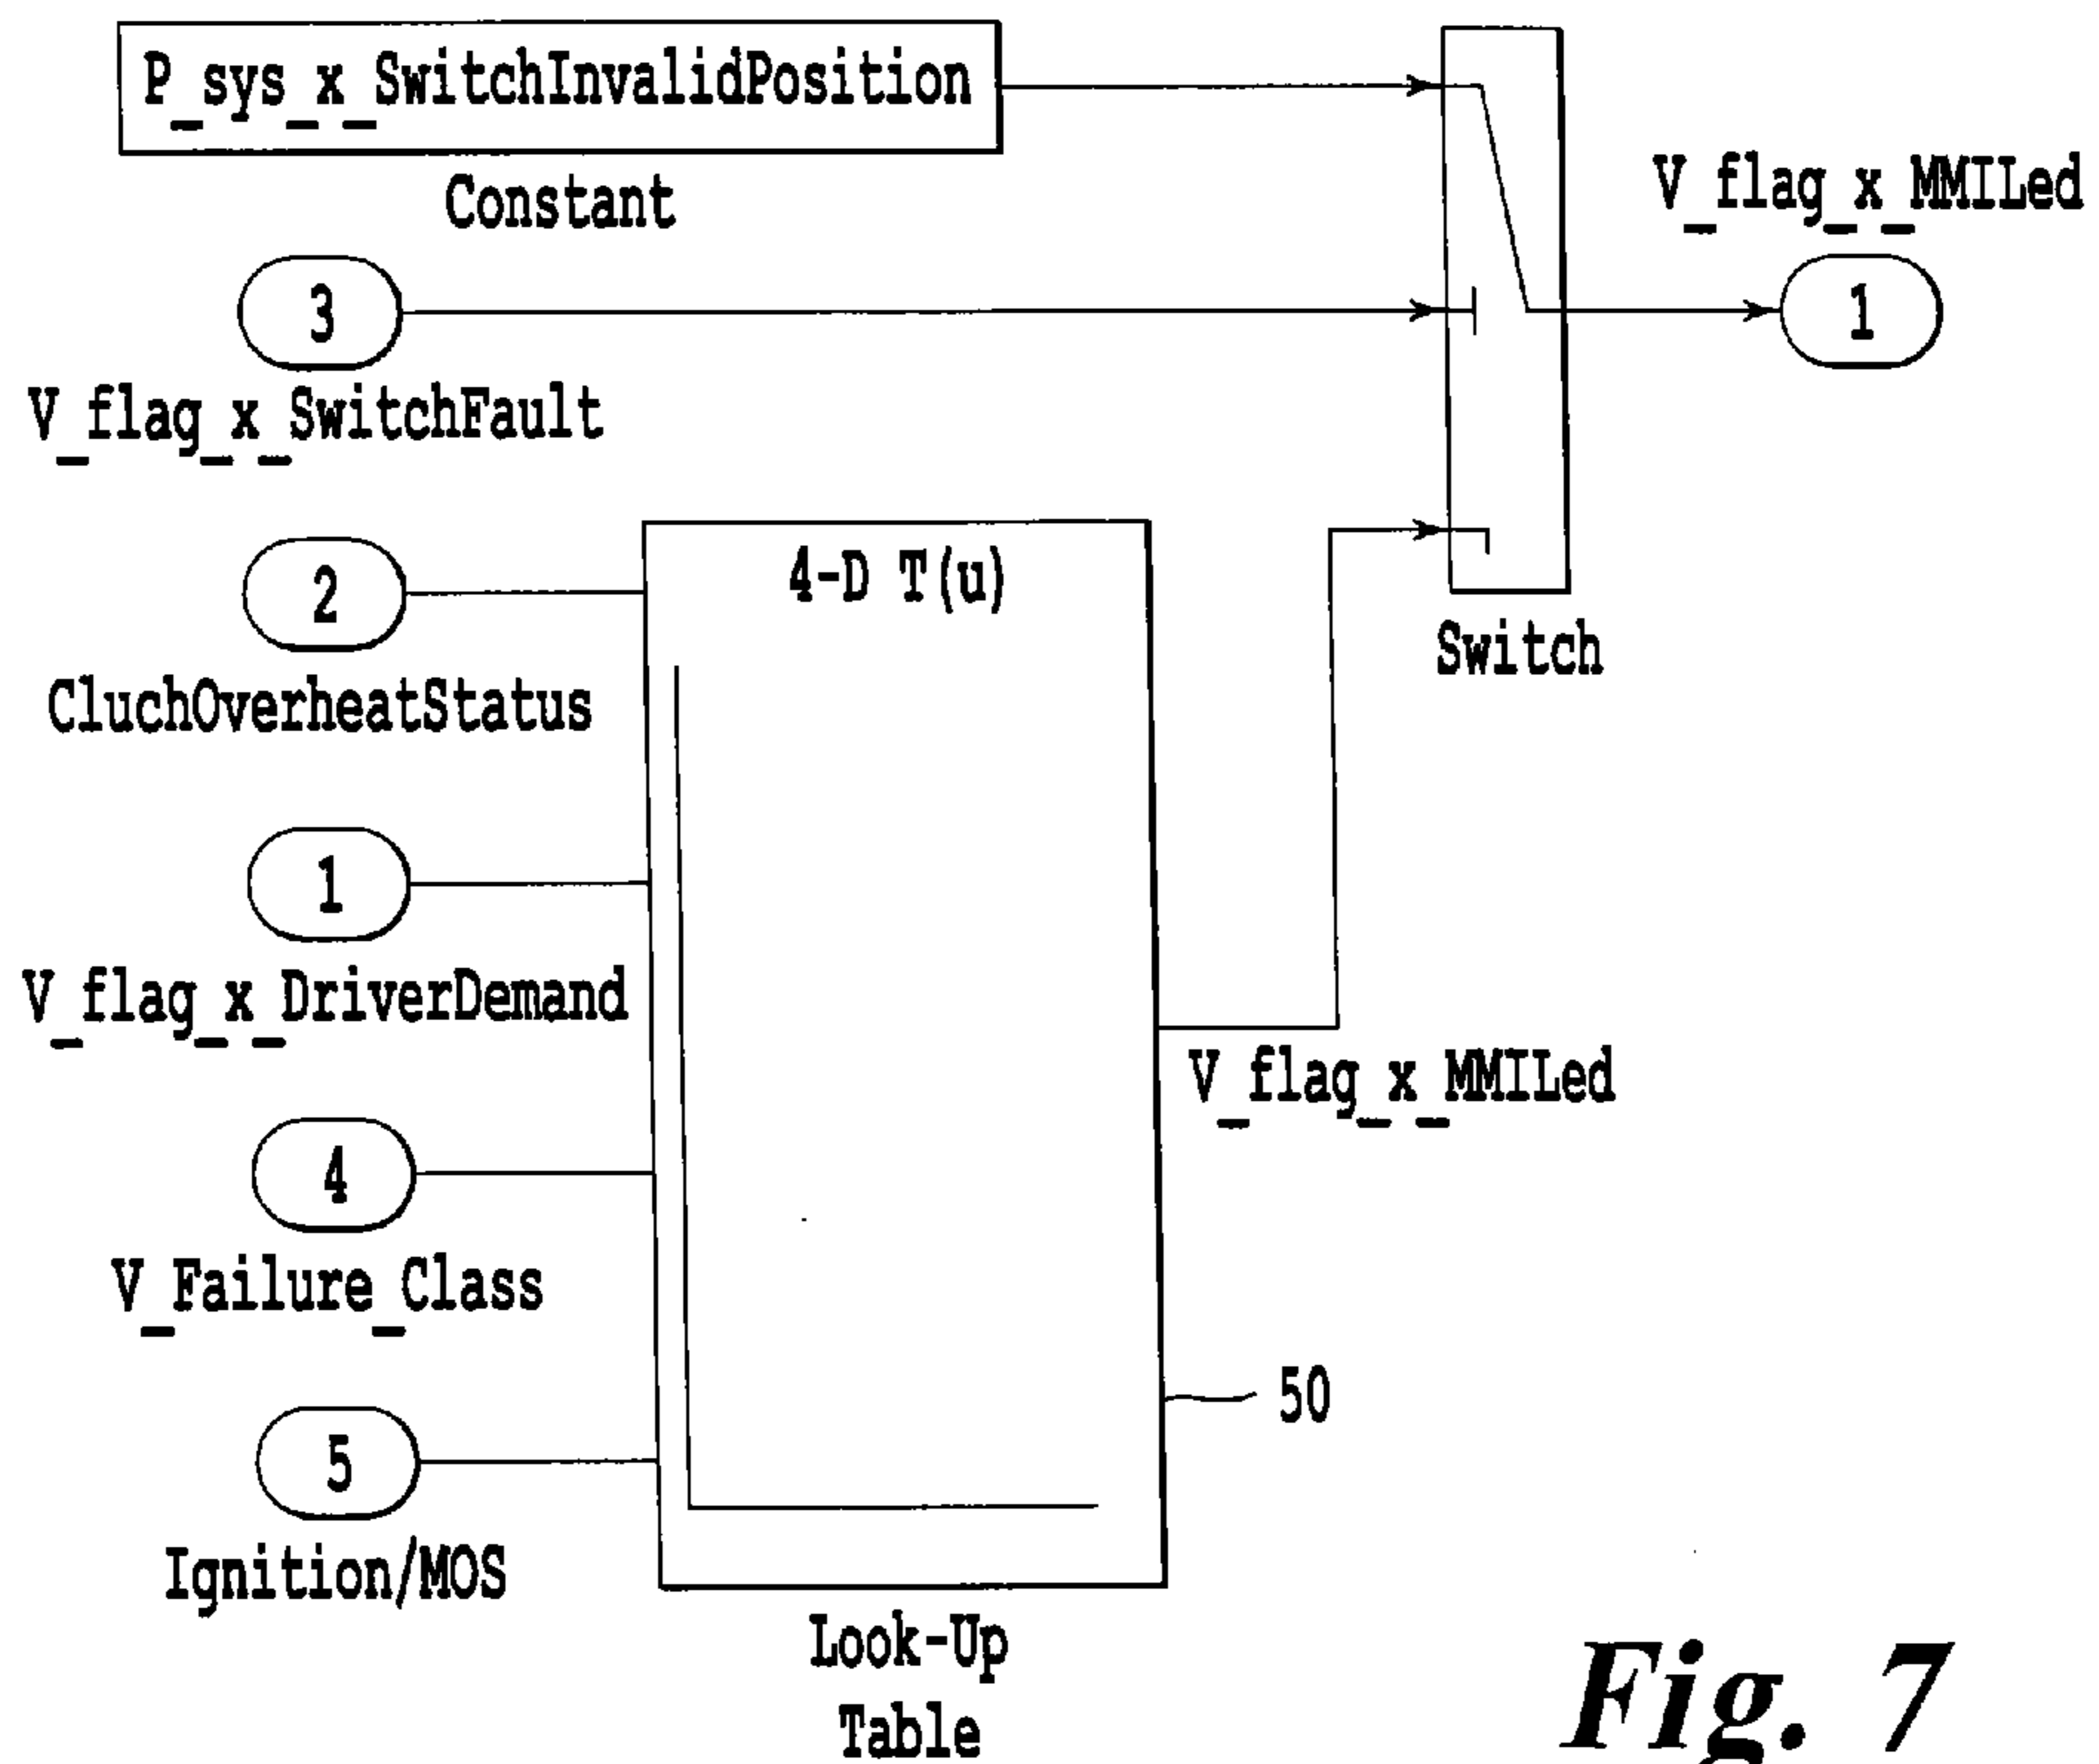 P_sys_x_SwitchInvalidPosition
Constant
V_flag_x_MMILed
3
1
V_flag_x_SwitchFault
4-D T(u)
2
Switch
CluchOverheatStatus
1
V_flag_x_DriverDemand
V_flag_x_MMILed
4
V_Failure_Class
50
5
Ignition/MOS
Look-Up
Table
Fig. 7